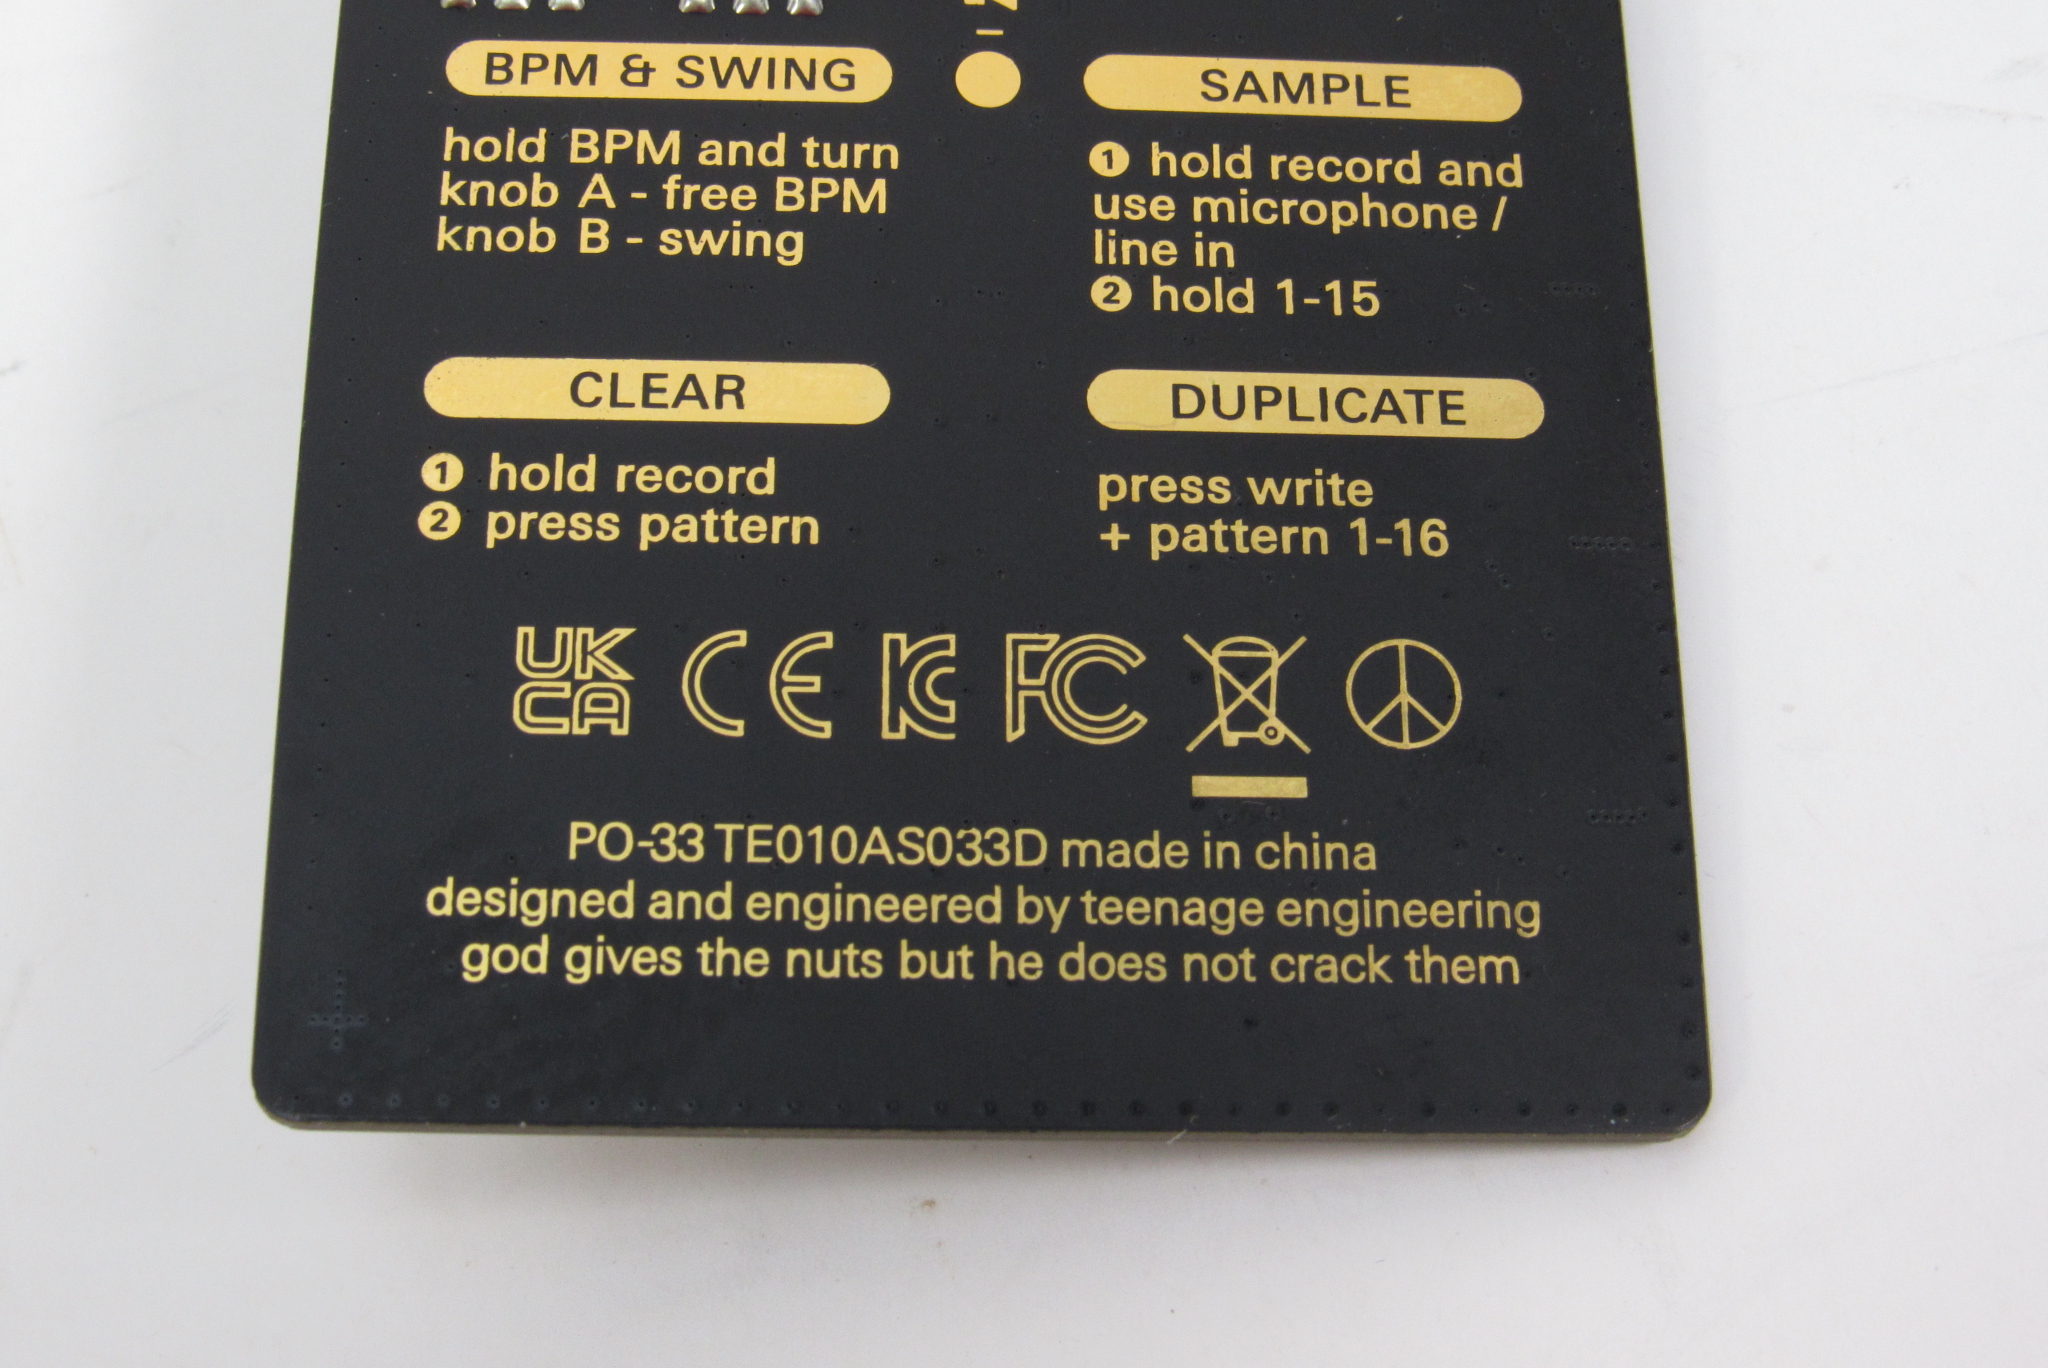 BPM & SWING
hold BPM and turn
knob A - free BPM
knob B - swing
SAMPLE
1 hold record and
use microphone /
line in
2 hold 1-15
CLEAR
1 hold record
2 press pattern
DUPLICATE
press write
+ pattern 1-16
UK
CA
CE
KC
FC
PO-33 TE010AS033D made in china
designed and engineered by teenage engineering
god gives the nuts but he does not crack them